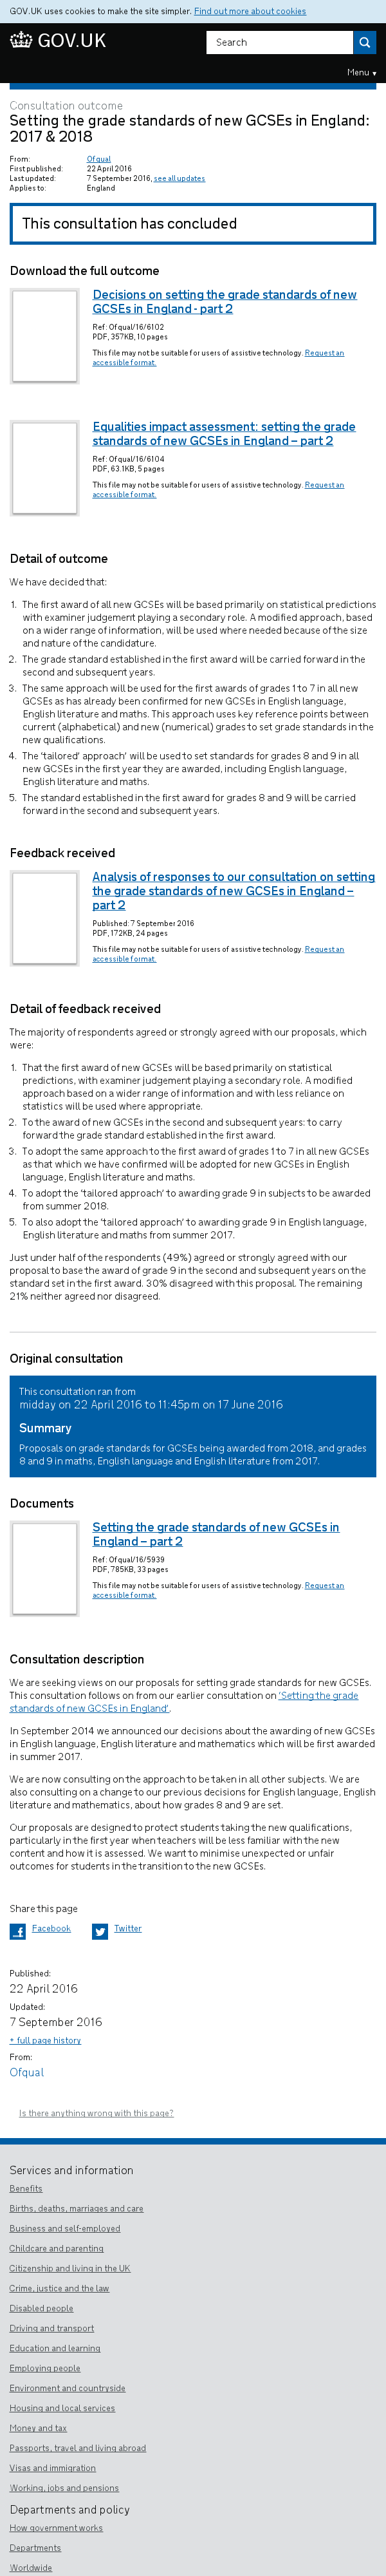 GOV.UK uses cookies to make the site simpler. Find out more about cookies
GOV.UK
Search
Menu ▾
Consultation outcome
Setting the grade standards of new GCSEs in England:
2017 & 2018
From: Ofqual
First published: 22 April 2016
Last updated: 7 September 2016, see all updates
Applies to: England
This consultation has concluded
Download the full outcome
Decisions on setting the grade standards of new
GCSEs in England - part 2
Ref: Ofqual/16/6102
PDF, 357KB, 10 pages
This file may not be suitable for users of assistive technology. Request an
accessible format.
Equalities impact assessment: setting the grade
standards of new GCSEs in England – part 2
Ref: Ofqual/16/6104
PDF, 63.1KB, 5 pages
This file may not be suitable for users of assistive technology. Request an
accessible format.
Detail of outcome
We have decided that:
1. The first award of all new GCSEs will be based primarily on statistical predictions
with examiner judgement playing a secondary role. A modified approach, based
on a wider range of information, will be used where needed because of the size
and nature of the candidature.
2. The grade standard established in the first award will be carried forward in the
second and subsequent years.
3. The same approach will be used for the first awards of grades 1 to 7 in all new
GCSEs as has already been confirmed for new GCSEs in English language,
English literature and maths. This approach uses key reference points between
current (alphabetical) and new (numerical) grades to set grade standards in the
new qualifications.
4. The ‘tailored’ approach’ will be used to set standards for grades 8 and 9 in all
new GCSEs in the first year they are awarded, including English language,
English literature and maths.
5. The standard established in the first award for grades 8 and 9 will be carried
forward in the second and subsequent years.
Feedback received
Analysis of responses to our consultation on setting
the grade standards of new GCSEs in England –
part 2
Published: 7 September 2016
PDF, 172KB, 24 pages
This file may not be suitable for users of assistive technology. Request an
accessible format.
Detail of feedback received
The majority of respondents agreed or strongly agreed with our proposals, which
were:
1. That the first award of new GCSEs will be based primarily on statistical
predictions, with examiner judgement playing a secondary role. A modified
approach based on a wider range of information and with less reliance on
statistics will be used where appropriate.
2. To the award of new GCSEs in the second and subsequent years: to carry
forward the grade standard established in the first award.
3. To adopt the same approach to the first award of grades 1 to 7 in all new GCSEs
as that which we have confirmed will be adopted for new GCSEs in English
language, English literature and maths.
4. To adopt the ‘tailored approach’ to awarding grade 9 in subjects to be awarded
from summer 2018.
5. To also adopt the ‘tailored approach’ to awarding grade 9 in English language,
English literature and maths from summer 2017.
Just under half of the respondents (49%) agreed or strongly agreed with our
proposal to base the award of grade 9 in the second and subsequent years on the
standard set in the first award. 30% disagreed with this proposal. The remaining
21% neither agreed nor disagreed.
Original consultation
This consultation ran from
midday on 22 April 2016 to 11:45pm on 17 June 2016
Summary
Proposals on grade standards for GCSEs being awarded from 2018, and grades
8 and 9 in maths, English language and English literature from 2017.
Documents
Setting the grade standards of new GCSEs in
England – part 2
Ref: Ofqual/16/5939
PDF, 785KB, 33 pages
This file may not be suitable for users of assistive technology. Request an
accessible format.
Consultation description
We are seeking views on our proposals for setting grade standards for new GCSEs.
This consultation follows on from our earlier consultation on ‘Setting the grade
standards of new GCSEs in England’.
In September 2014 we announced our decisions about the awarding of new GCSEs
in English language, English literature and mathematics which will be first awarded
in summer 2017.
We are now consulting on the approach to be taken in all other subjects. We are
also consulting on a change to our previous decisions for English language, English
literature and mathematics, about how grades 8 and 9 are set.
Our proposals are designed to protect students taking the new qualifications,
particularly in the first year when teachers will be less familiar with the new
content and how it is assessed. We want to minimise unexpected or unfair
outcomes for students in the transition to the new GCSEs.
Share this page
Facebook Twitter
Published:
22 April 2016
Updated:
7 September 2016
+ full page history
From:
Ofqual
Is there anything wrong with this page?
Services and information
Benefits
Births, deaths, marriages and care
Business and self-employed
Childcare and parenting
Citizenship and living in the UK
Crime, justice and the law
Disabled people
Driving and transport
Education and learning
Employing people
Environment and countryside
Housing and local services
Money and tax
Passports, travel and living abroad
Visas and immigration
Working, jobs and pensions
Departments and policy
How government works
Departments
Worldwide